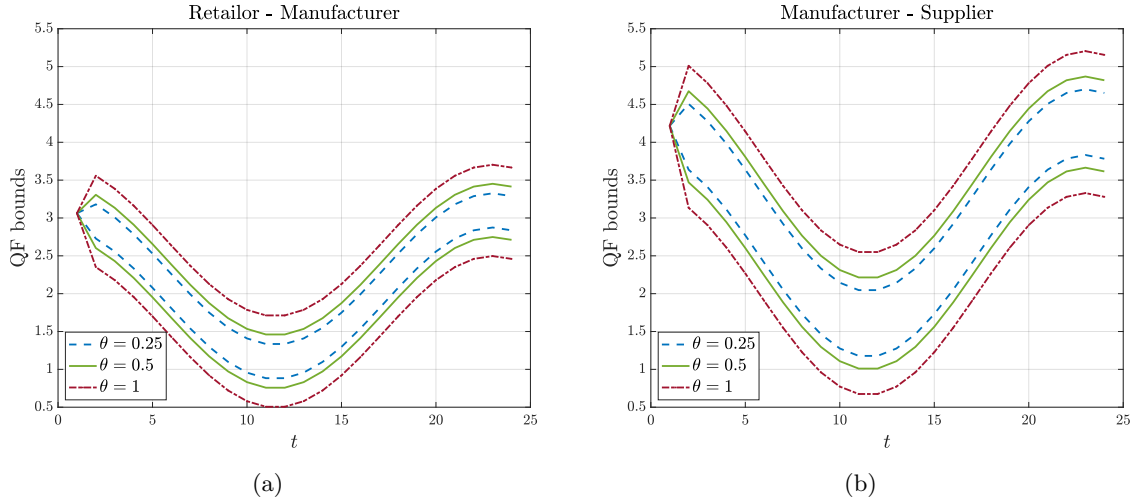 Retailor - Manufacturer
5.5
5
4.5
4
3.5
3
2.5
2
1.5
1
0.5
QF bounds
θ = 0.25
θ = 0.5
θ = 1
0 5 10 15 20 25
t
(a)
Manufacturer - Supplier
5.5
5
4.5
4
3.5
3
2.5
2
1.5
1
0.5
QF bounds
θ = 0.25
θ = 0.5
θ = 1
0 5 10 15 20 25
t
(b)